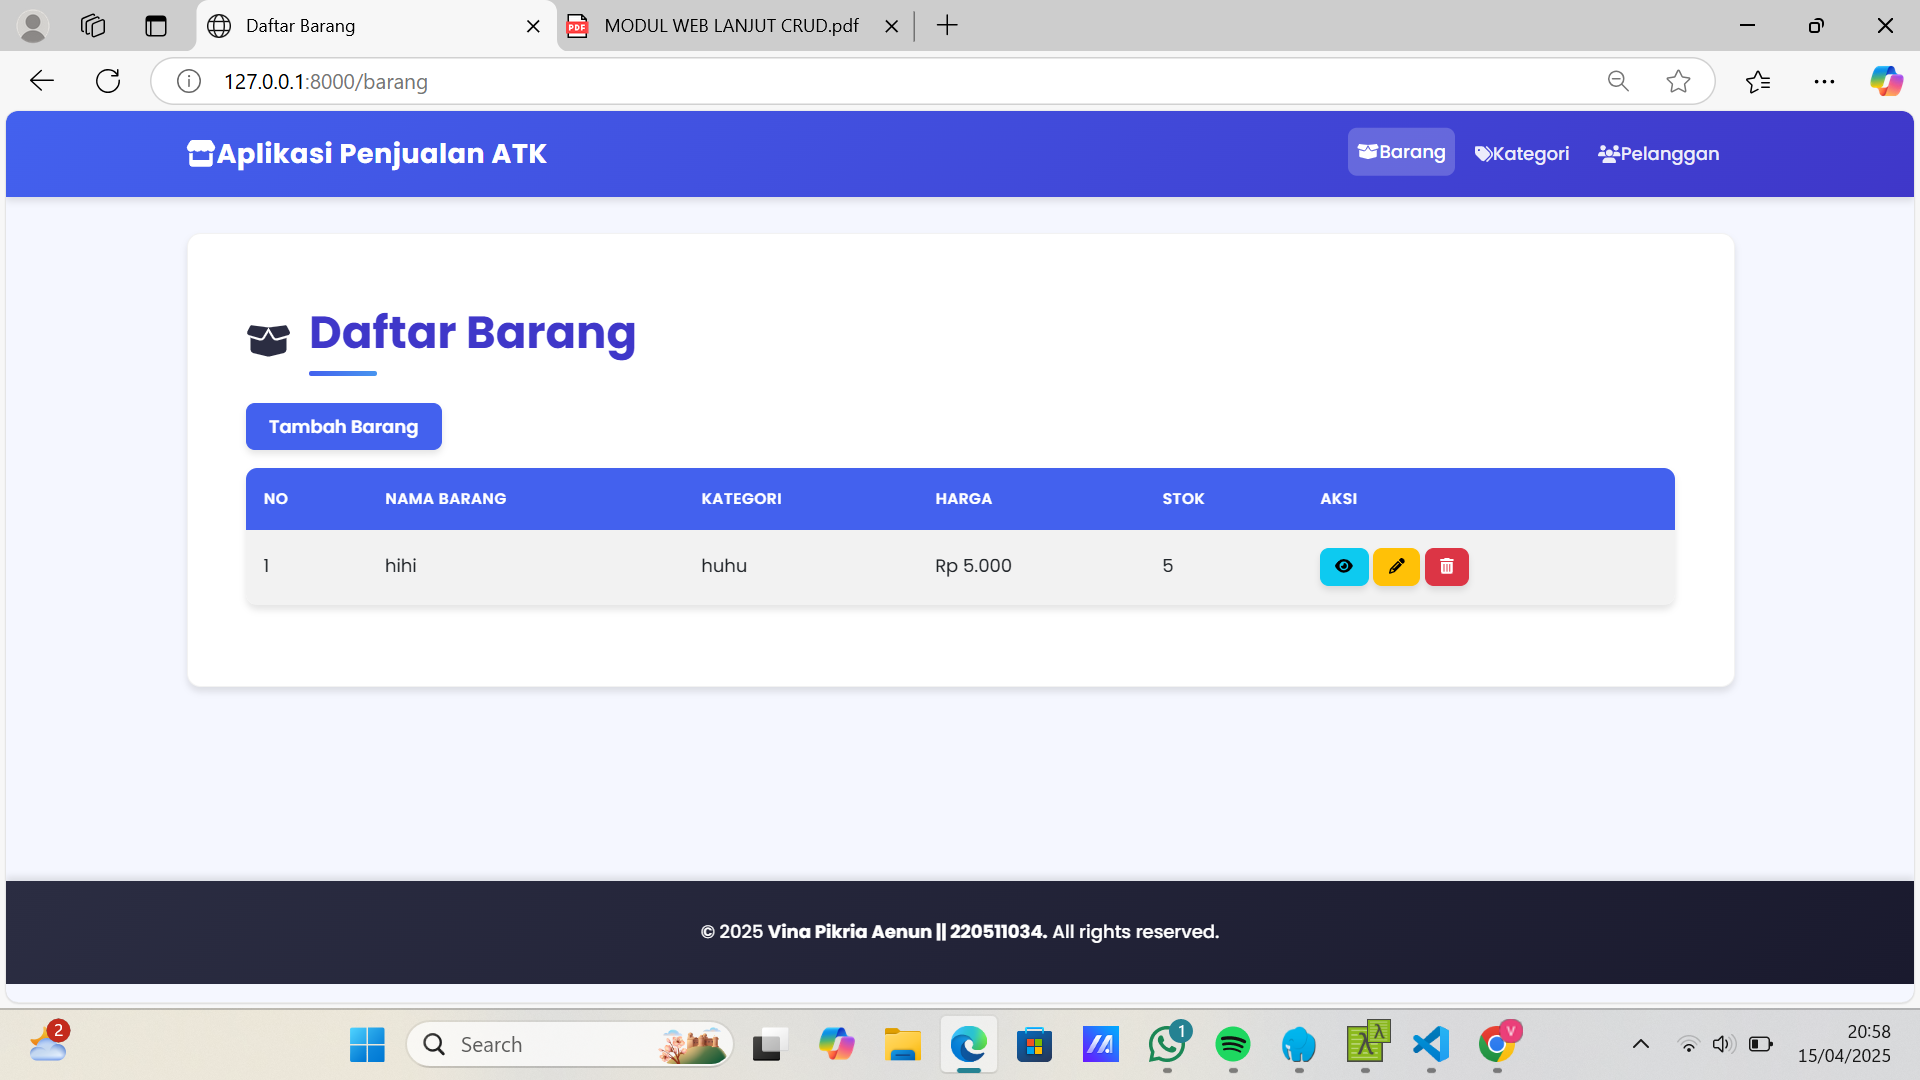 Daftar Barang
MODUL WEB LANJUT CRUD.pdf
127.0.0.1:8000/barang
Aplikasi Penjualan ATK
Barang
Kategori
Pelanggan
Daftar Barang
Tambah Barang
NO NAMA BARANG KATEGORI HARGA STOK AKSI
1 hihi huhu Rp 5.000 5
© 2025 Vina Pikria Aenun || 220511034. All rights reserved.
2
Search
1
V
20:58
15/04/2025